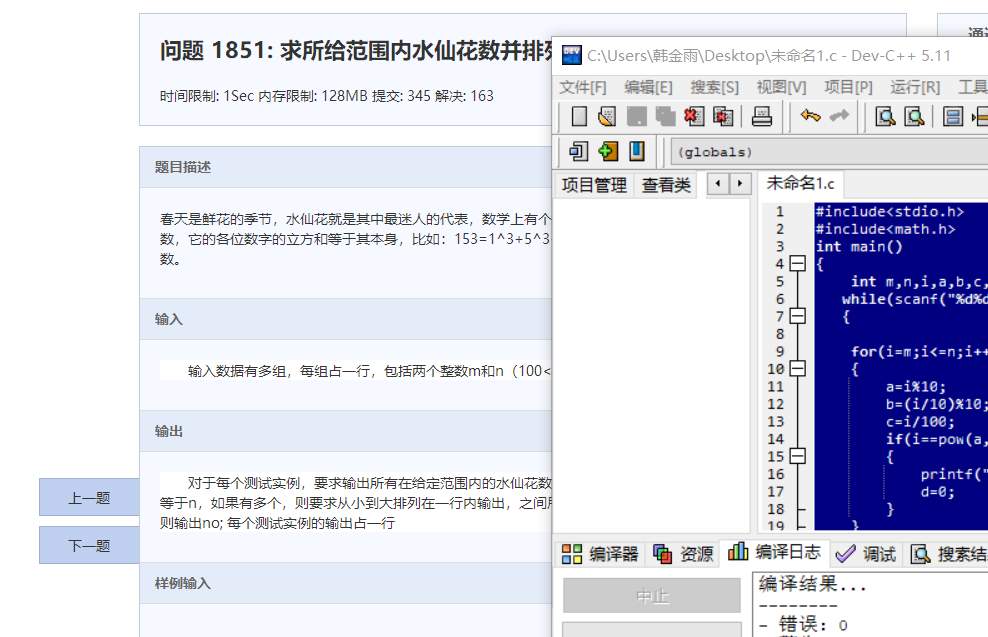 问题 1851: 求所给范围内水仙花数并排
时间限制: 1Sec 内存限制: 128MB 提交: 345 解决: 163
题目描述
春天是鲜花的季节，水仙花就是其中最迷人的代表，数学上有个
数，它的各位数字的立方和等于其本身，比如：153=1^3+5^3
数。
输入
输入数据有多组，每组占一行，包括两个整数m和n（100<
输出
对于每个测试实例，要求输出所有在给定范围内的水仙花数
等于n，如果有多个，则要求从小到大排列在一行内输出，之间
则输出no; 每个测试实例的输出占一行
样例输入
上一题
下一题
C:\Users\韩金雨\Desktop\未命名1.c - Dev-C++ 5.11
文件[F] 编辑[E] 搜索[S] 视图[V] 项目[P] 运行[R] 工具
(globals)
项目管理 查看类
未命名1.c
1 #include<stdio.h>
2 #include<math.h>
3 int main()
4 {
5 int m,n,i,a,b,c,
6 while(scanf("%d%d
7 {
8
9 for(i=m;i<=n;i++
10 {
11 a=i%10;
12 b=(i/10)%10;
13 c=i/100;
14 if(i==pow(a,
15 {
16 printf("
17 d=0;
18 }
19 }
编译器 资源 编译日志 调试 搜索结
中止
编译结果...
--------
- 错误: 0